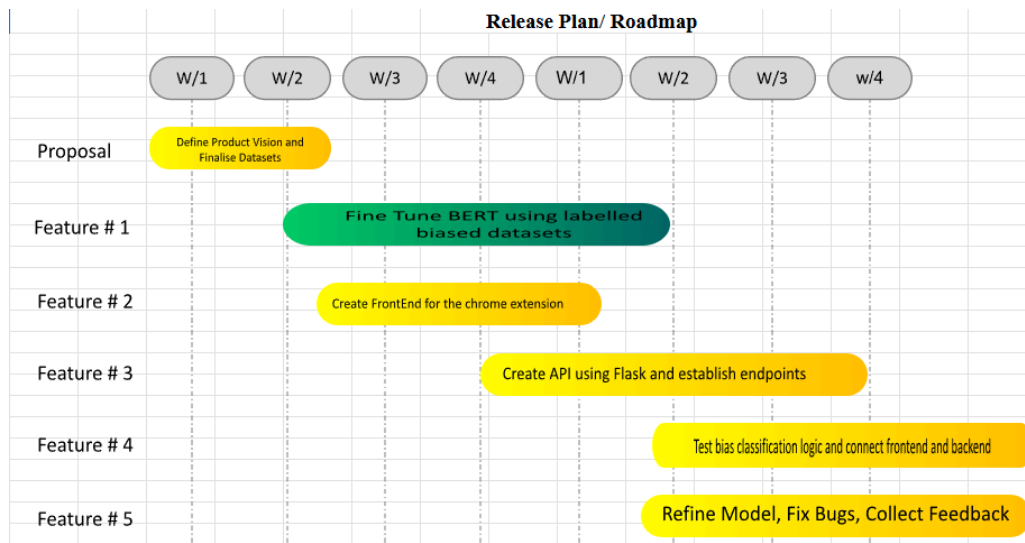 Release Plan/ Roadmap
W/1 W/2 W/3 W/4 W/1 W/2 W/3 w/4
Proposal
Define Product Vision and
Finalise Datasets
Feature # 1
Fine Tune BERT using labelled
biased datasets
Feature # 2
Create FrontEnd for the chrome extension
Feature # 3
Create API using Flask and establish endpoints
Feature # 4
Test bias classification logic and connect frontend and backend
Feature # 5
Refine Model, Fix Bugs, Collect Feedback